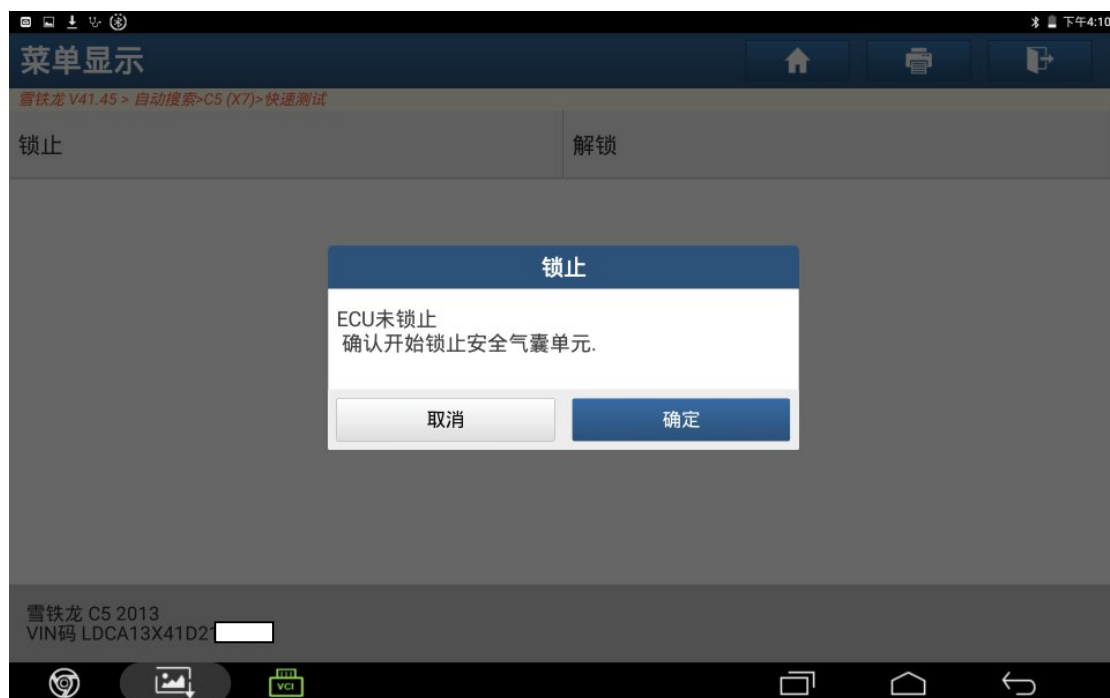 下午4:10
菜单显示
雪铁龙 V41.45 > 自动搜索>C5 (X7)>快速测试
锁止
解锁
锁止
ECU未锁止
确认开始锁止安全气囊单元.
取消
确定
雪铁龙 C5 2013
VIN码 LDCA13X41D21
VCI